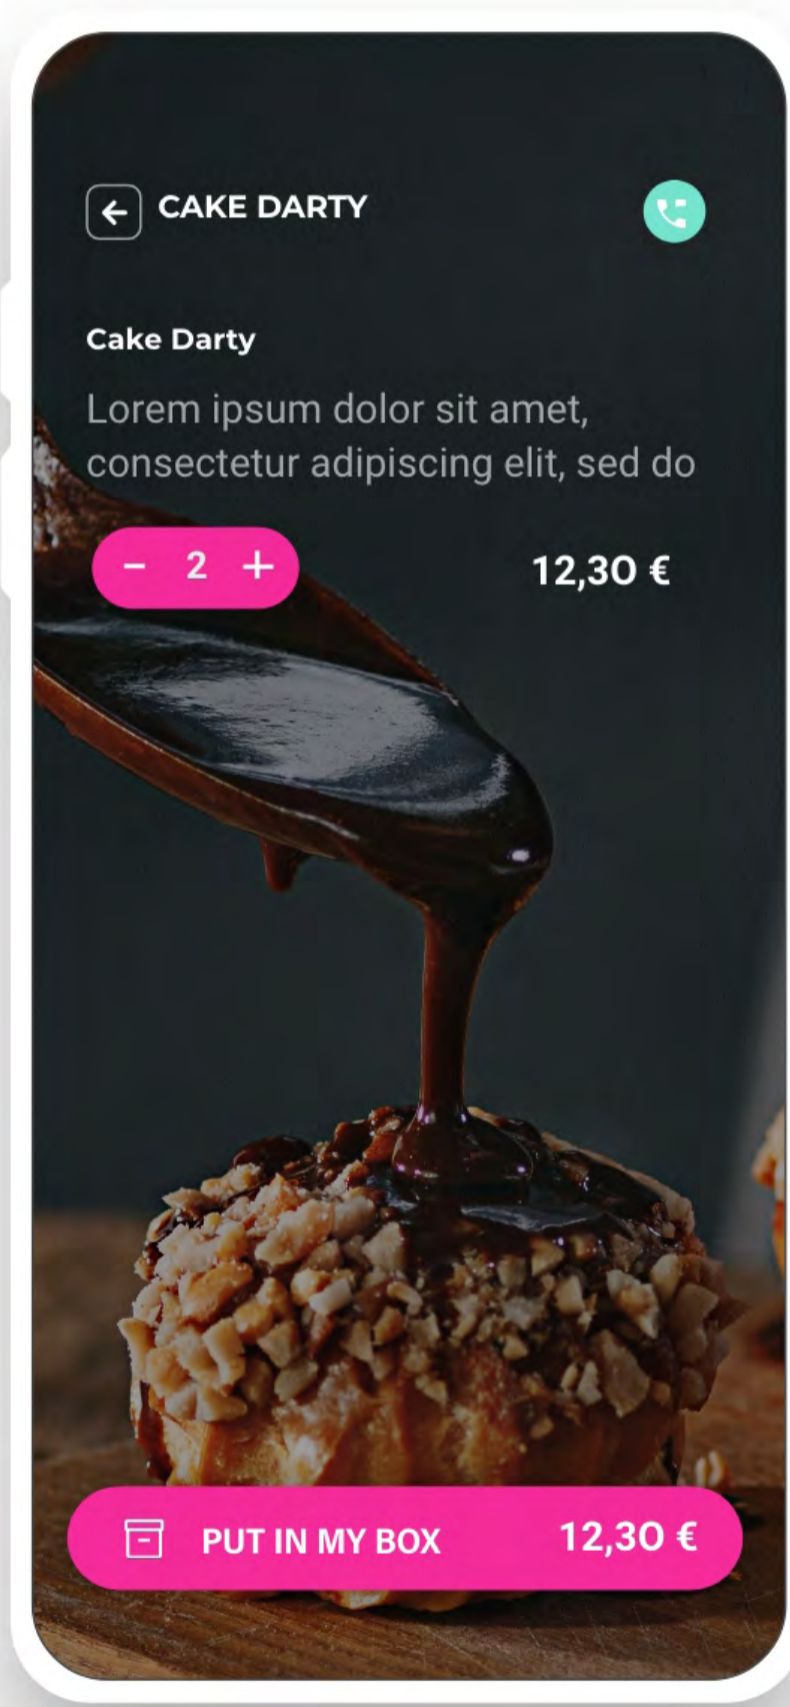 CAKE DARTY
Cake Darty
Lorem ipsum dolor sit amet,
consectetur adipiscing elit, sed do
− 2 + 12,30 €
PUT IN MY BOX 12,30 €